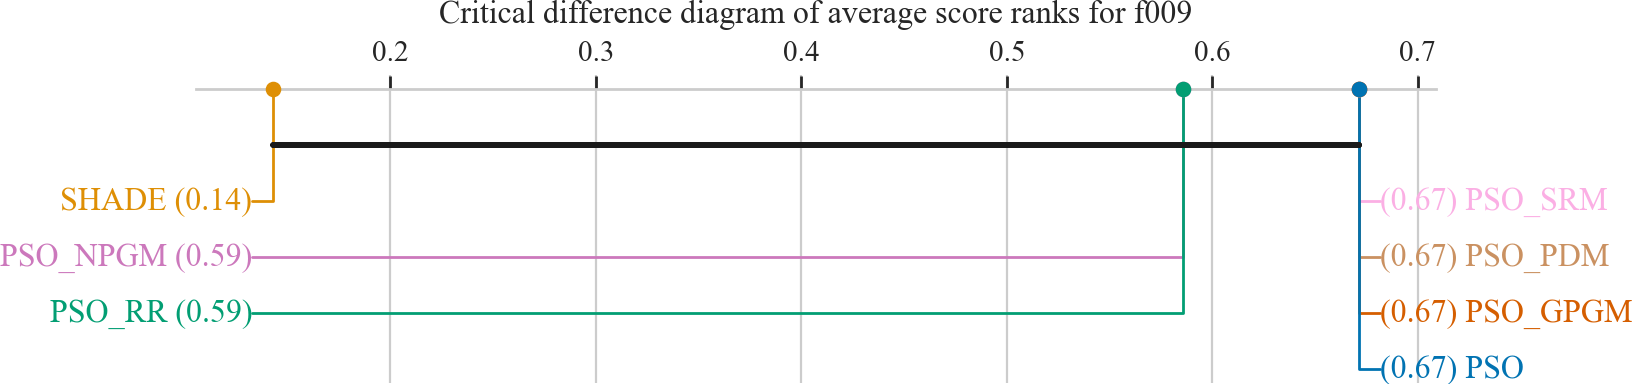 Critical difference diagram of average score ranks for f009
0.2 0.3 0.4 0.5 0.6 0.7
SHADE (0.14)
PSO_NPGM (0.59)
PSO_RR (0.59)
(0.67) PSO_SRM
(0.67) PSO_PDM
(0.67) PSO_GPGM
(0.67) PSO